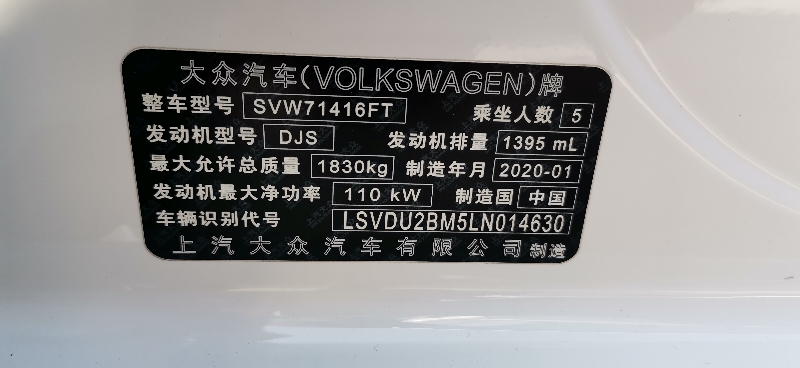 大众汽车(VOLKSWAGEN)牌
整车型号 SVW71416FT 乘坐人数 5
发动机型号 DJS 发动机排量 1395 mL
最大允许总质量 1830kg 制造年月 2020-01
发动机最大净功率 110 kW 制造国 中国
车辆识别代号 LSVDU2BM5LN014630
上汽大众汽车有限公司 制造